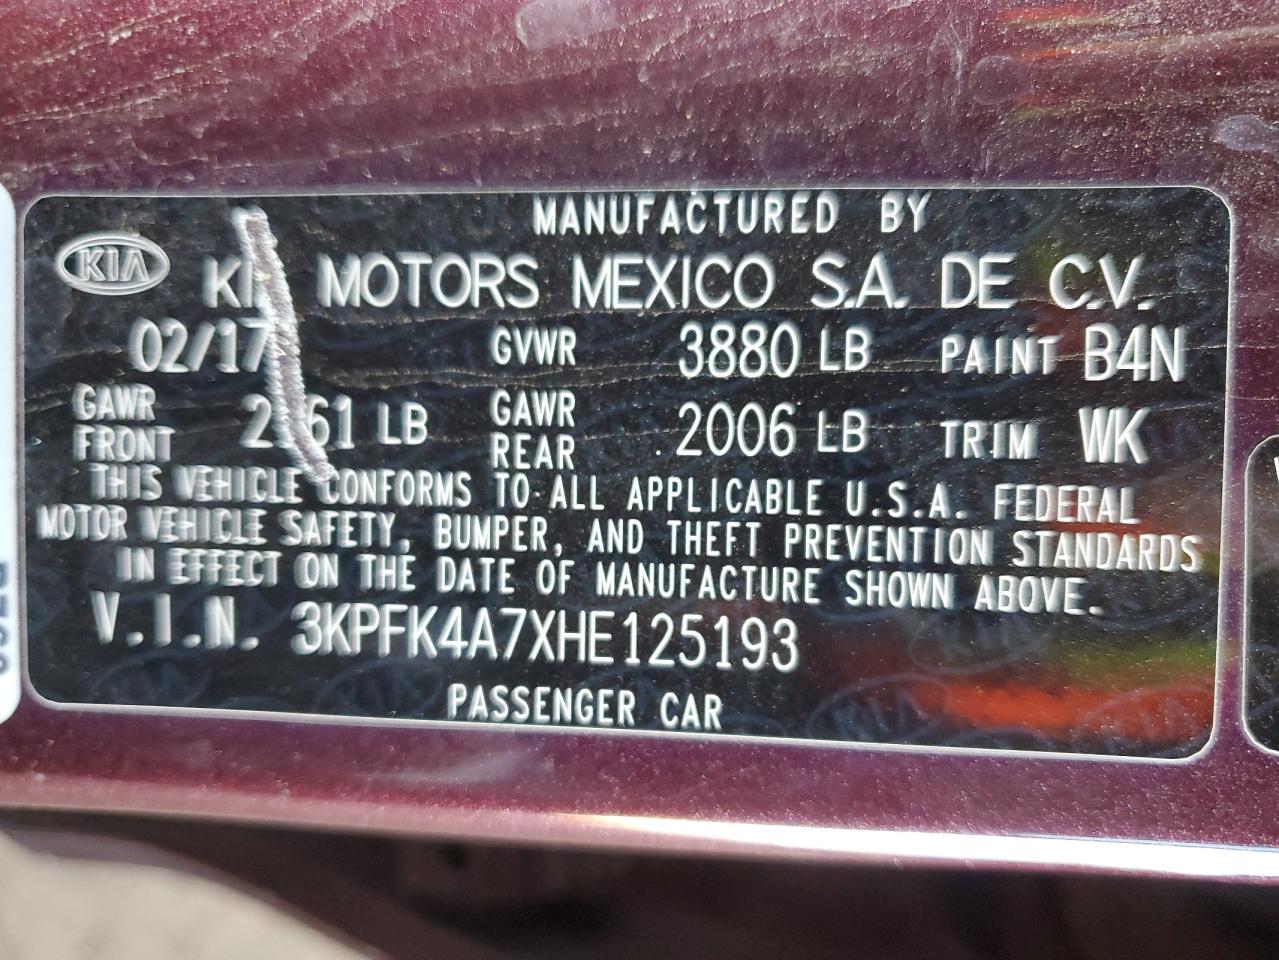 MANUFACTURED BY
KIA
MOTORS MEXICO S.A. DE C.V.
02/17 GVWR 3880 LB PAINT B4N
GAWR FRONT LB GAWR REAR 2006 LB TRIM WK
THIS VEHICLE CONFORMS TO ALL APPLICABLE U.S.A. FEDERAL
MOTOR VEHICLE SAFETY, BUMPER, AND THEFT PREVENTION STANDARDS
IN EFFECT ON THE DATE OF MANUFACTURE SHOWN ABOVE.
V.I.N. 3KPFK4A7XHE125193
PASSENGER CAR